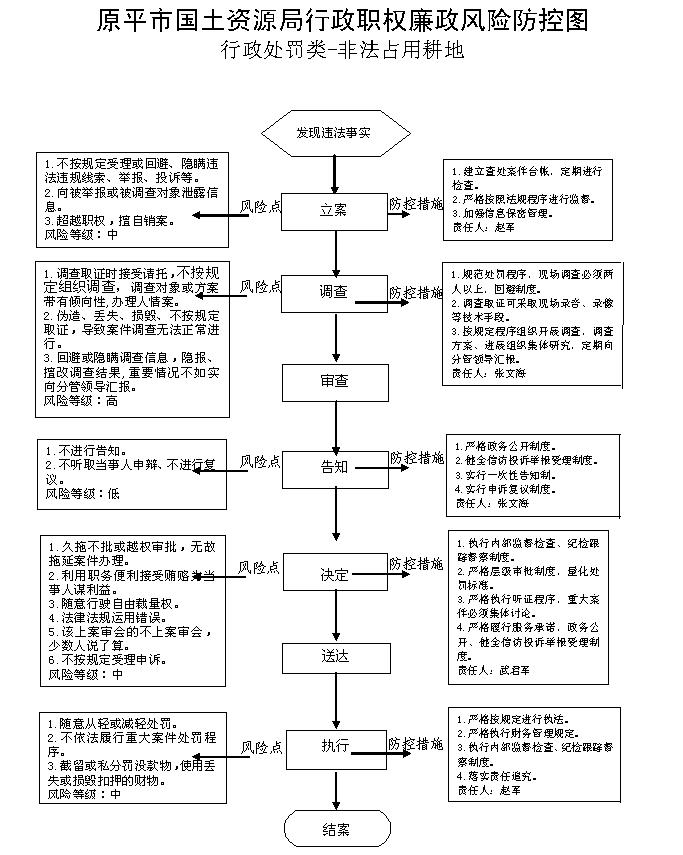 原平市国土资源局行政职权廉政风险防控图
行政处罚类-非法占用耕地
发现违法事实
1.不按规定受理或回避、隐瞒违
法违规线索、举报、投诉等。
2.向被举报或被调查对象泄露信
息。
3.超越职权,擅自销案。
风险等级:中
风险点
立案
防控措施
1.建立查处案件台帐,定期进行
检查。
2.严格按照法规程序进行监督。
3.加强信息保密管理。
责任人:赵军
1.调查取证时接受请托,不按规
定组织调查,调查对象或方案
带有倾向性,办理人情案。
2.伪造、丢失、损毁、不按规定
取证,导致案件调查无法正常进
行。
3.回避或隐瞒调查信息,隐报、
擅改调查结果,重要情况不如实
向分管领导汇报。
风险等级:高
风险点
调查
防控措施
1.规范处罚程序,现场调查必须两
人以上,回避制度。
2.调查取证可采取现场录音、录像
等技术手段。
3.按规定程序组织开展调查,调查
方案、进展组织集体研究,定期向
分管领导汇报。
责任人:张文海
审查
1.不进行告知。
2.不听取当事人申辩、不进行复
议。
风险等级:低
风险点
告知
防控措施
1.严格政务公开制度。
2.健全信访投诉举报受理制度。
3.实行一次性告知制。
4.实行申诉复议制度。
责任人:张文海
1.久拖不批或越权审批,无故
拖延案件办理。
2.利用职务便利接受贿赂为当
事人谋利益。
3.随意行驶自由裁量权。
4.法律法规运用错误。
5.该上案审会的不上案审会,
少数人说了算。
6.不按规定受理申诉。
风险等级:中
风险点
决定
防控措施
1.执行内部监督检查、纪检跟
踪督察制度。
2.严格层级审批制度,量化处
罚标准。
3.严格执行听证程序,重大案
件必须集体讨论。
4.严格履行服务承诺,政务公
开、健全信访投诉举报受理制
度。
责任人:武君军
送达
1.随意从轻或减轻处罚。
2.不依法履行重大案件处罚程
序。
3.截留或私分罚没款物,使用丢
失或损毁扣押的财物。
风险等级:中
风险点
执行
防控措施
1.严格按规定进行执法。
2.严格执行财务管理规定。
3.执行内部监督检查、纪检跟踪督
察制度。
4.落实责任追究。
责任人:赵军
结案